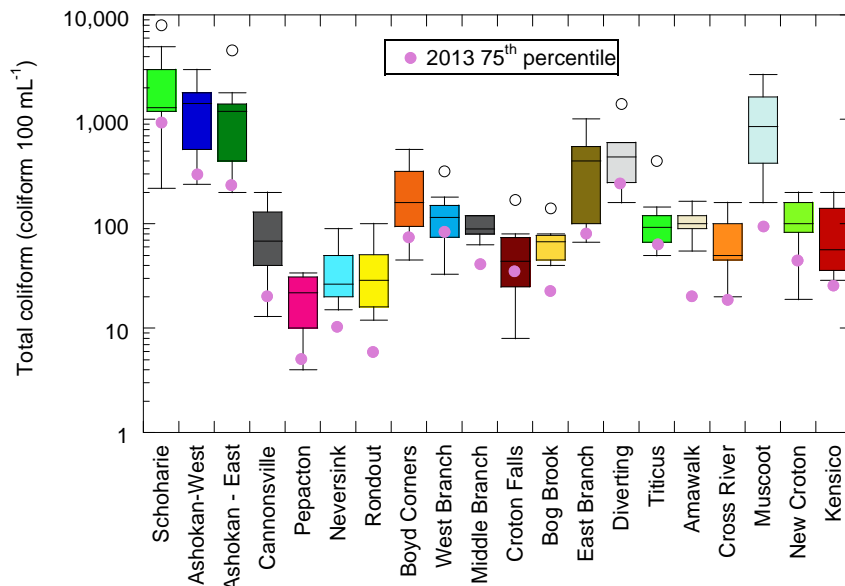 10,000
2013 75th percentile
1,000
100
10
1
Total coliform (coliform 100 mL-1)
Schoharie
Ashokan-West
Ashokan - East
Cannonsville
Pepacton
Neversink
Rondout
Boyd Corners
West Branch
Middle Branch
Croton Falls
Bog Brook
East Branch
Diverting
Titicus
Amawalk
Cross River
Muscoot
New Croton
Kensico